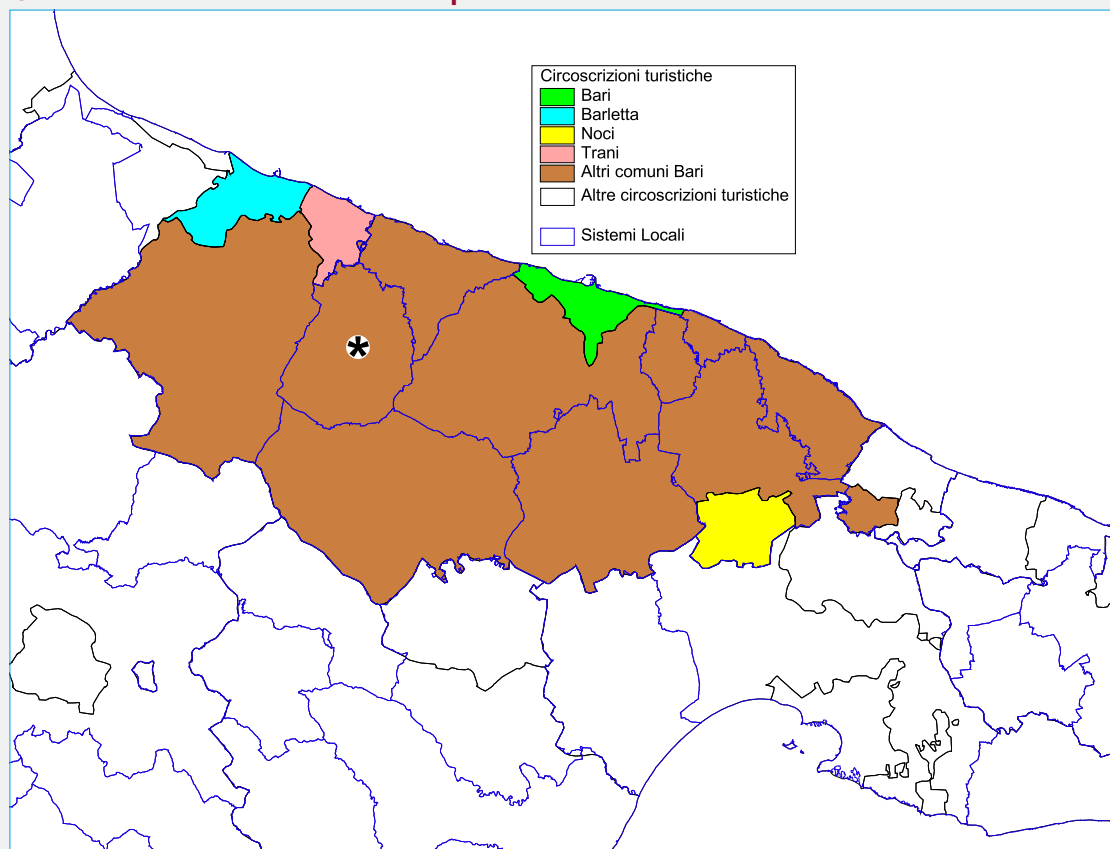 Circoscrizioni turistiche
Bari
Barletta
Noci
Trani
Altri comuni Bari
Altre circoscrizioni turistiche
Sistemi Locali
*